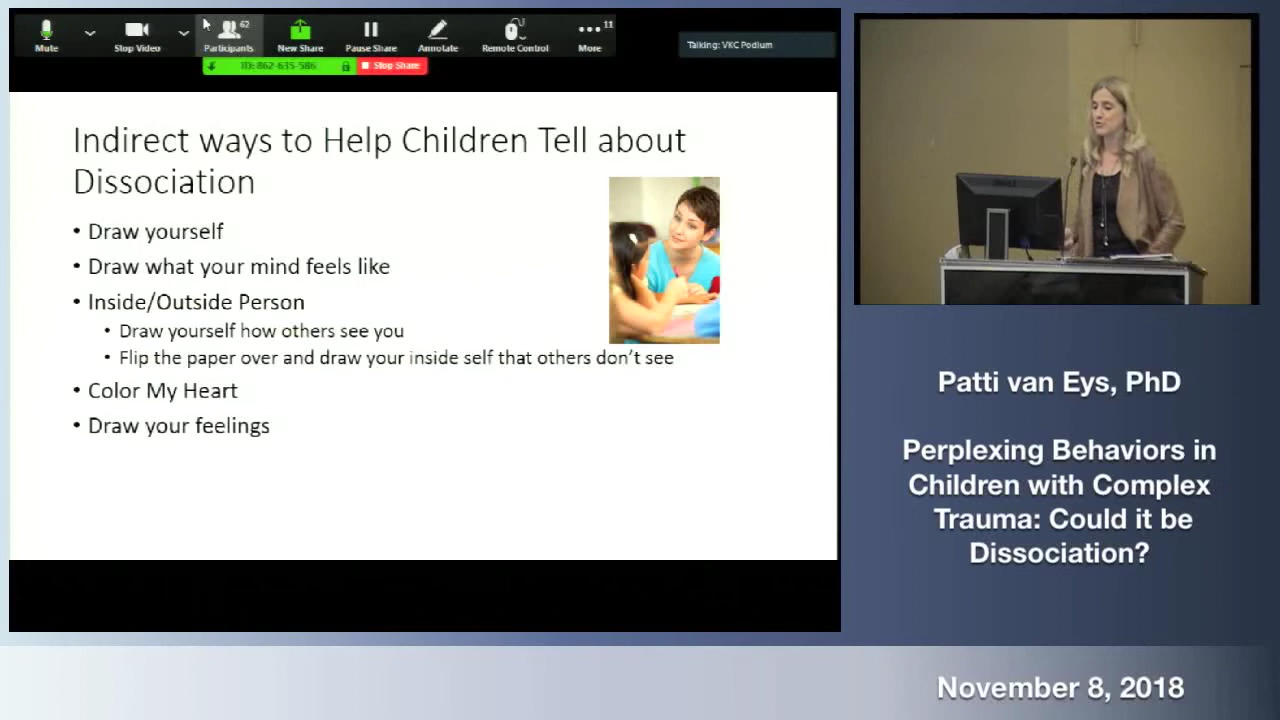 62
11
Mute
Stop Video
Participants
New Share
Pause Share
Annotate
Remote Control
More
Talking: VKC Podium
ID: 862-635-586
Stop Share
Indirect ways to Help Children Tell about
Dissociation
• Draw yourself
• Draw what your mind feels like
• Inside/Outside Person
• Draw yourself how others see you
• Flip the paper over and draw your inside self that others don’t see
• Color My Heart
• Draw your feelings
Patti van Eys, PhD
Perplexing Behaviors in
Children with Complex
Trauma: Could it be
Dissociation?
November 8, 2018